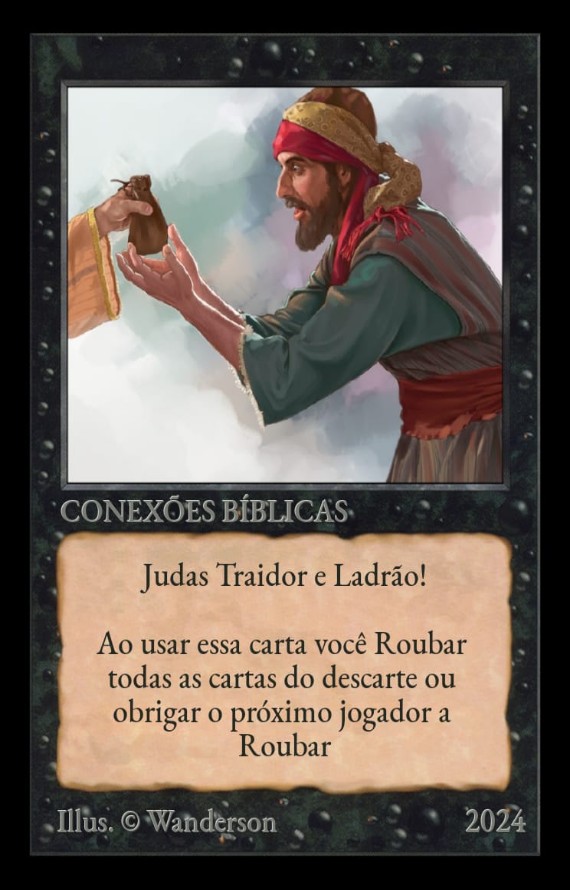 CONEXÕES BÍBLICAS
Judas Traidor e Ladrão!
Ao usar essa carta você Roubar
todas as cartas do descarte ou
obrigar o próximo jogador a
Roubar
Illus. © Wanderson
2024